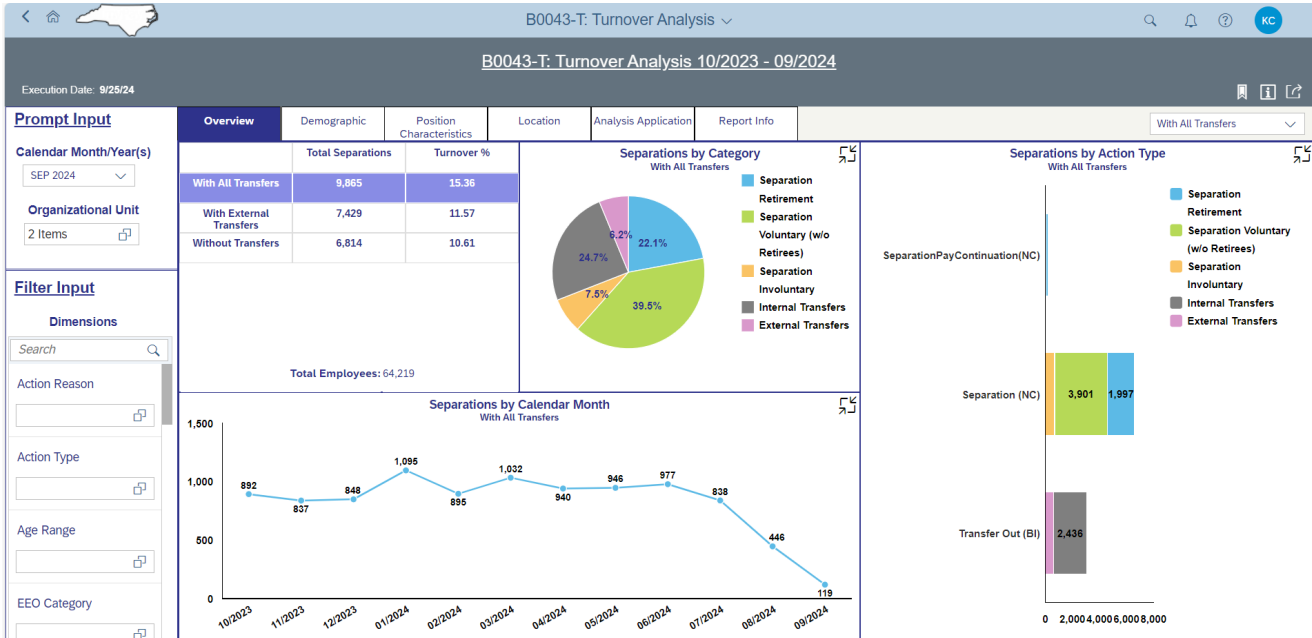 B0043-T: Turnover Analysis
KC
B0043-T: Turnover Analysis 10/2023 - 09/2024
Execution Date: 9/25/24
Prompt Input
Calendar Month/Year(s)
SEP 2024
Organizational Unit
2 Items
Filter Input
Dimensions
Search
Action Reason
Action Type
Age Range
EEO Category
Overview
Demographic
Position
Characteristics
Location
Analysis Application
Report Info
With All Transfers
Total Separations Turnover %
With All Transfers 9,865 15.36
With External
Transfers
7,429 11.57
Without Transfers 6,814 10.61
Total Employees: 64,219
Separations by Category
With All Transfers
6.2%
22.1%
24.7%
7.5%
39.5%
Separation
Retirement
Separation
Voluntary (w/o
Retirees)
Separation
Involuntary
Internal Transfers
External Transfers
Separations by Action Type
With All Transfers
Separation
Retirement
Separation Voluntary
(w/o Retirees)
Separation
Involuntary
Internal Transfers
External Transfers
SeparationPayContinuation(NC)
Separation (NC)
3,901
1,997
Transfer Out (BI)
2,436
0 2,000 4,000 6,000 8,000
Separations by Calendar Month
With All Transfers
1,500
1,000
500
0
892
837
848
1,095
895
1,032
940
946
977
838
446
119
10/2023
11/2023
12/2023
01/2024
02/2024
03/2024
04/2024
05/2024
06/2024
07/2024
08/2024
09/2024